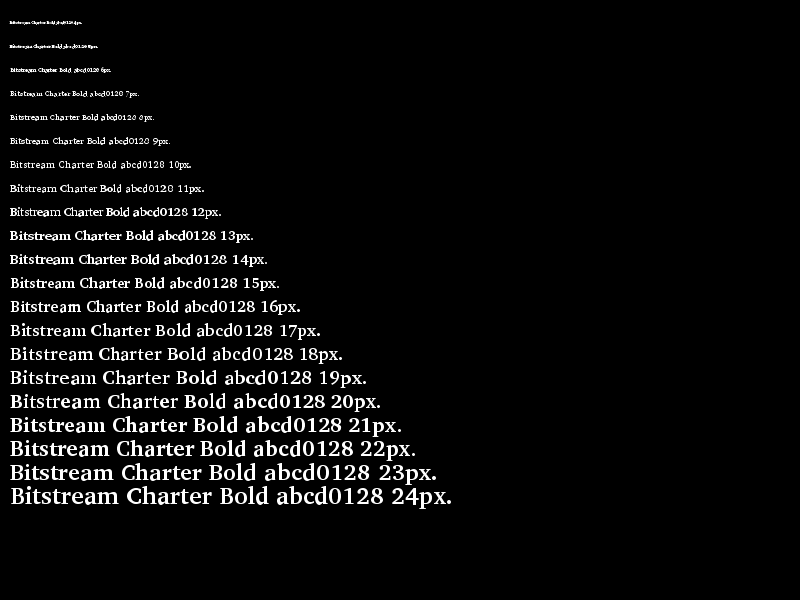 Bitstream Charter Bold abcd0128 4px.
Bitstream Charter Bold abcd0128 5px.
Bitstream Charter Bold abcd0128 6px.
Bitstream Charter Bold abcd0128 7px.
Bitstream Charter Bold abcd0128 8px.
Bitstream Charter Bold abcd0128 9px.
Bitstream Charter Bold abcd0128 10px.
Bitstream Charter Bold abcd0128 11px.
Bitstream Charter Bold abcd0128 12px.
Bitstream Charter Bold abcd0128 13px.
Bitstream Charter Bold abcd0128 14px.
Bitstream Charter Bold abcd0128 15px.
Bitstream Charter Bold abcd0128 16px.
Bitstream Charter Bold abcd0128 17px.
Bitstream Charter Bold abcd0128 18px.
Bitstream Charter Bold abcd0128 19px.
Bitstream Charter Bold abcd0128 20px.
Bitstream Charter Bold abcd0128 21px.
Bitstream Charter Bold abcd0128 22px.
Bitstream Charter Bold abcd0128 23px.
Bitstream Charter Bold abcd0128 24px.